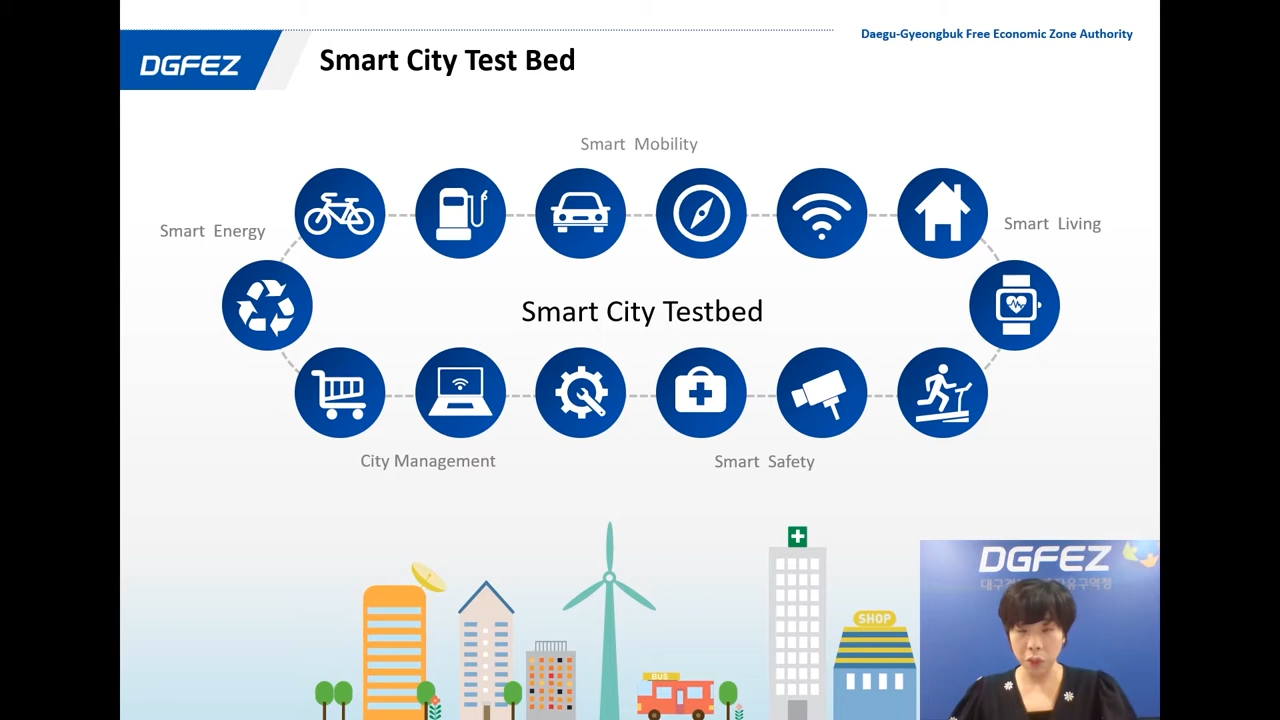 Daegu-Gyeongbuk Free Economic Zone Authority
DGFEZ
Smart City Test Bed
Smart Mobility
Smart Energy
Smart Living
Smart City Testbed
City Management
Smart Safety
SHOP
BUS
DGFEZ